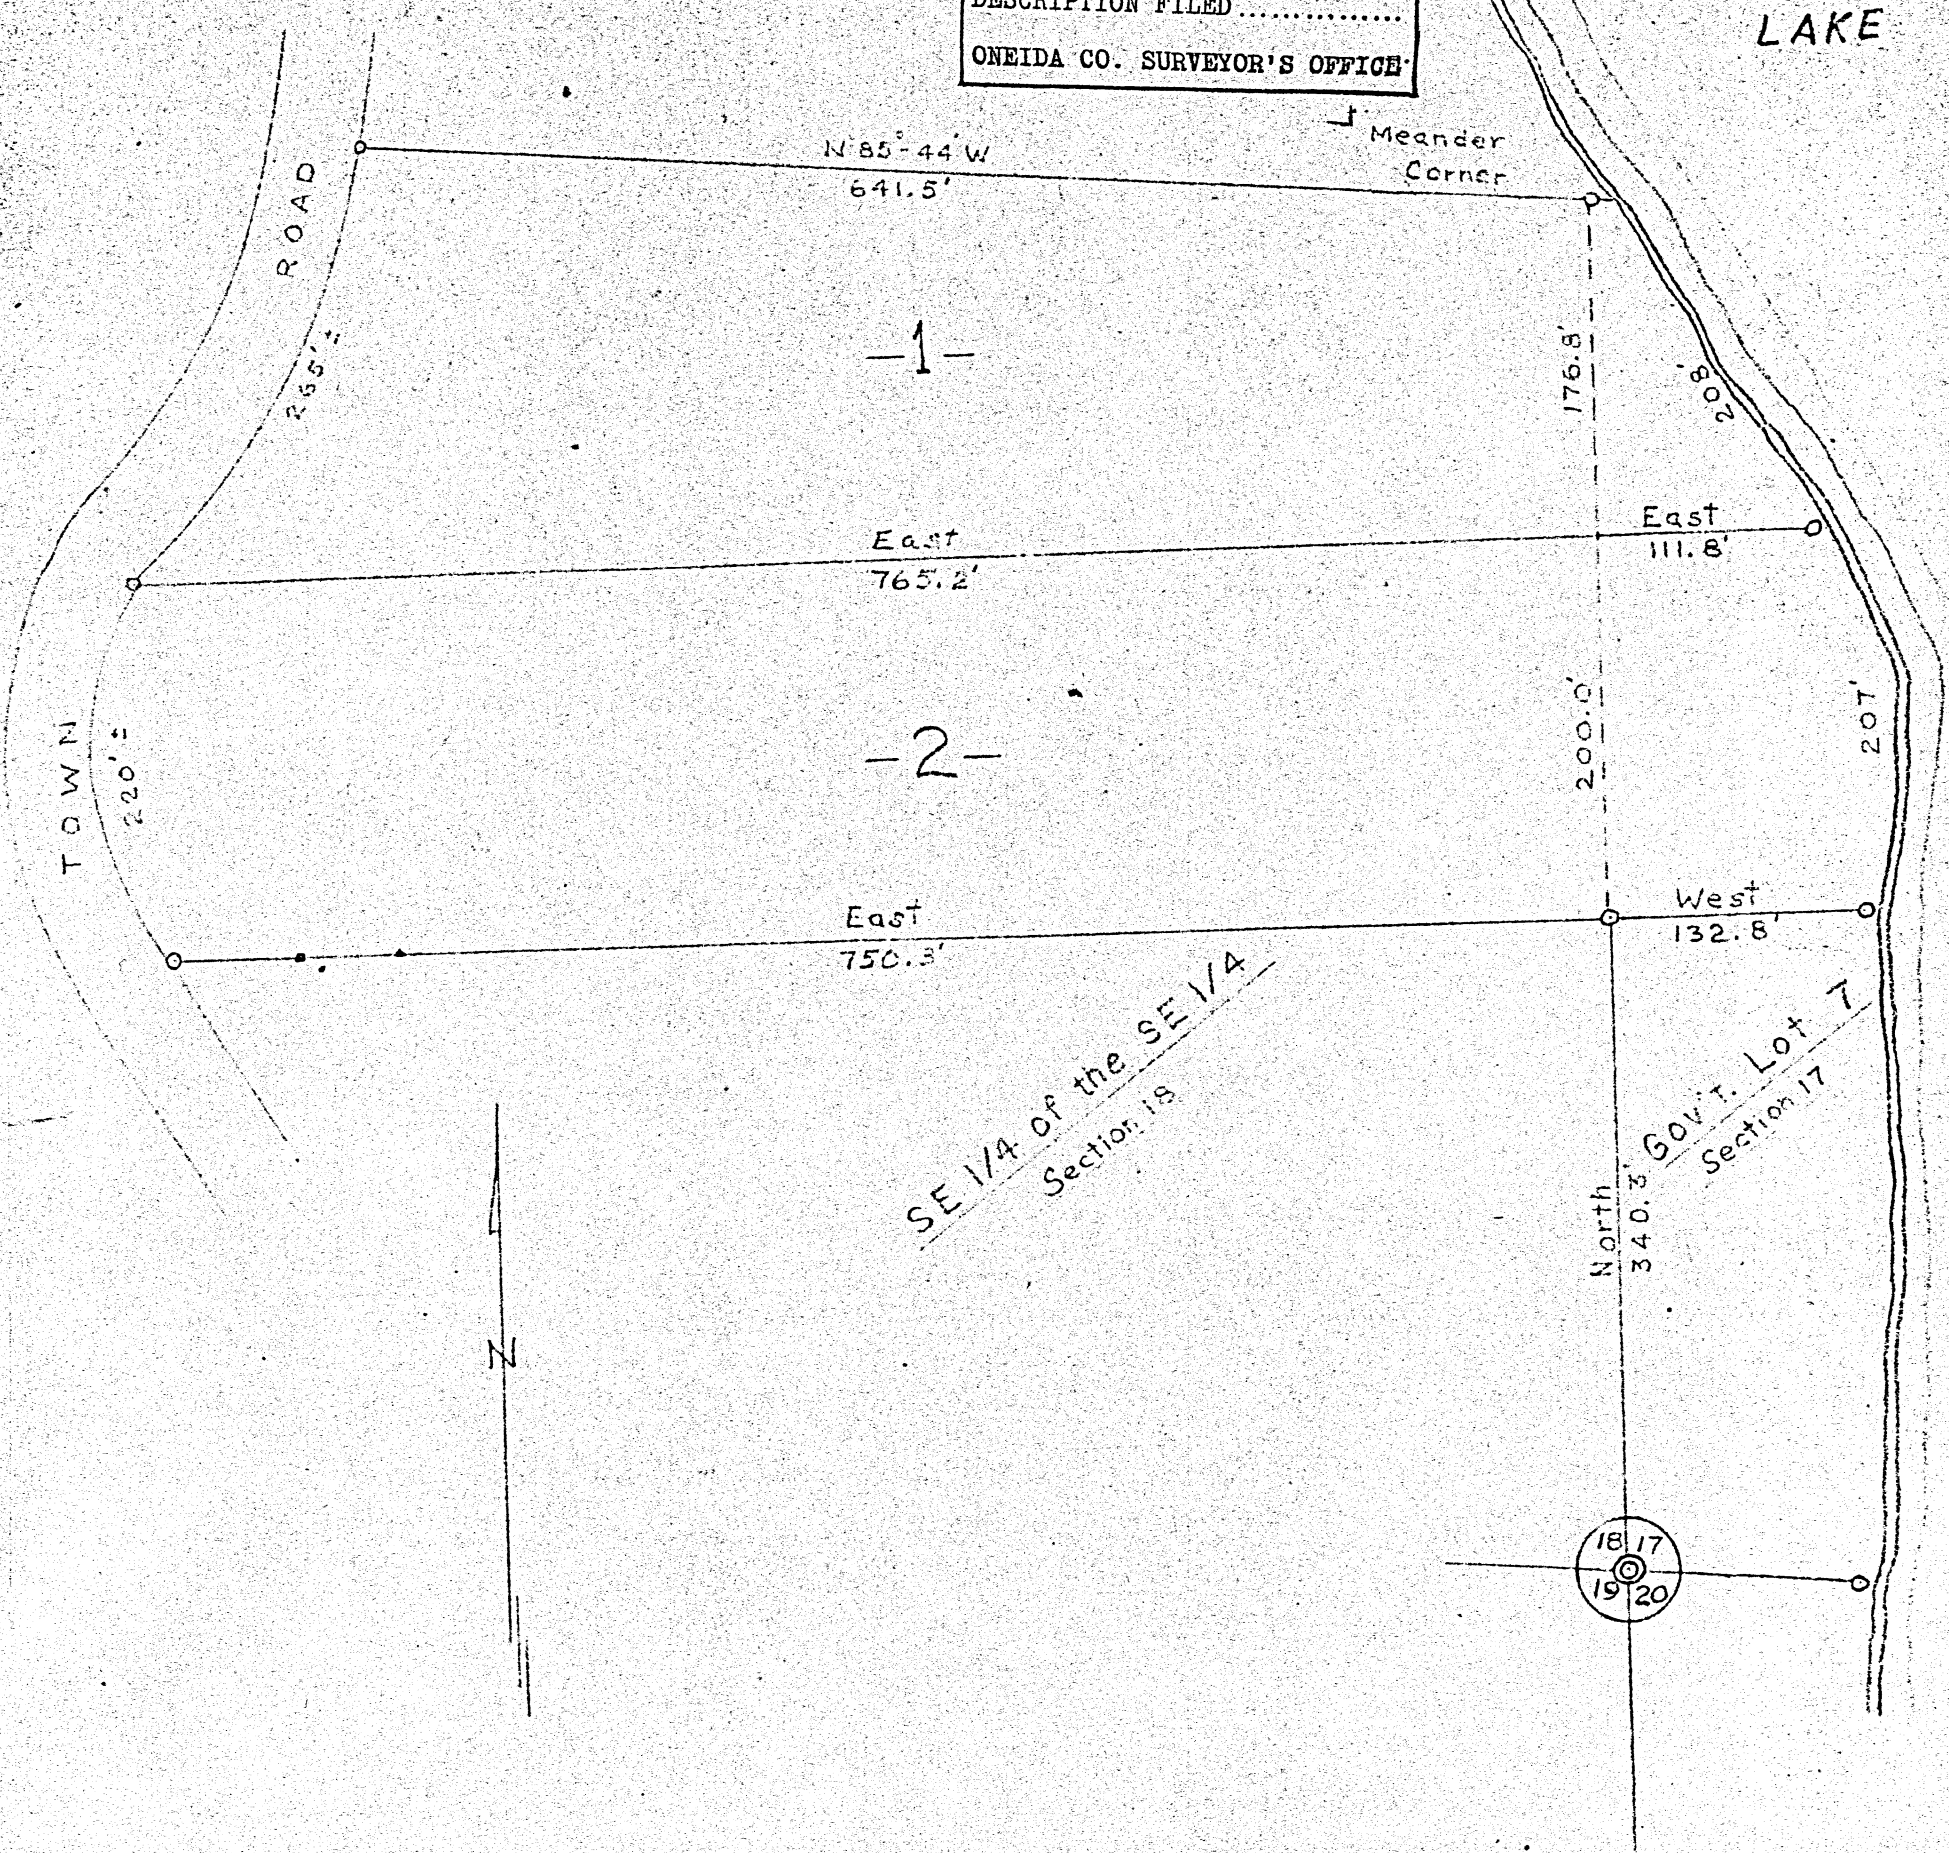 DESCRIPTION FILED ...............
ONEIDA CO. SURVEYOR'S OFFICE
LAKE
Meander
Corner
N 85°-44' W
641.5'
ROAD
265'±
-1-
176.8'
208'
East
765.2'
East
111.8'
TOWN
220'±
-2-
200.0'
207'
East
750.3'
West
132.8'
SE 1/4 of the SE 1/4
Section 18
GOV'T. Lot 7
Section 17
North
340.3'
N
18 17
19 20